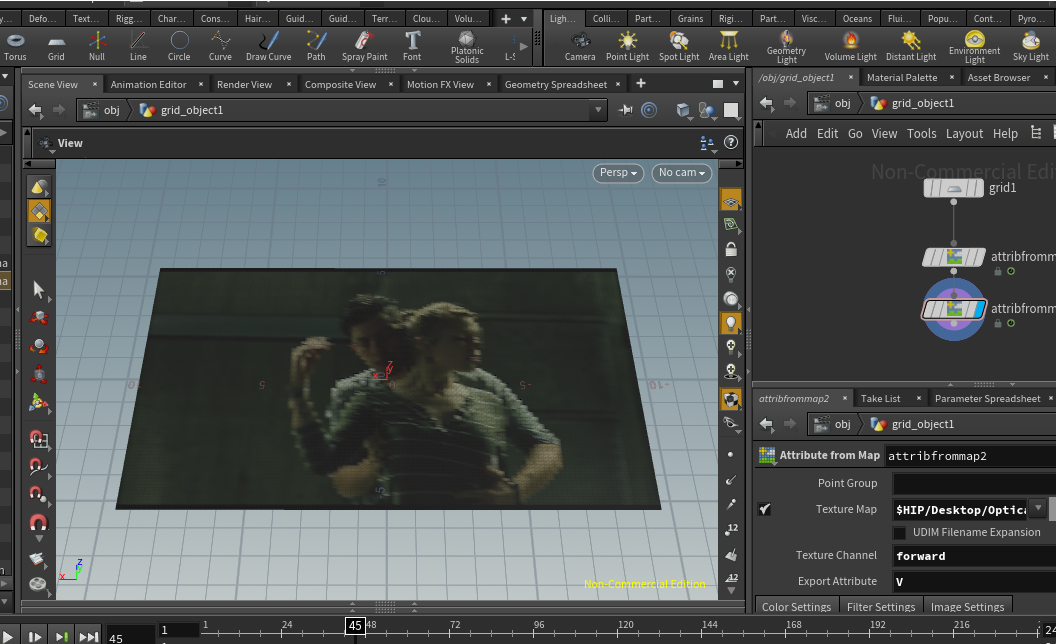 Defo... Text... Rigg... Char... Cons... Hair... Guid... Guid... Terr... Clou... Volu... Ligh... Colli... Part... Grains Rigi... Part... Visc... Oceans Flui... Popu... Cont... Pyro...
Torus Grid Null Line Circle Curve Draw Curve Path Spray Paint Font Platonic Solids L-S Camera Point Light Spot Light Area Light Geometry Light Volume Light Distant Light Environment Light Sky Light
Scene View Animation Editor Render View Composite View Motion FX View Geometry Spreadsheet
/obj/grid_object1 Material Palette Asset Browser
obj grid_object1
obj grid_object1
View
Add Edit Go View Tools Layout Help
Persp No cam
Non-Commercial Edi
grid1
attribfromm
attribfromm
5 -5 -10
z y x
attribfrommap2 Take List Parameter Spreadsheet
obj grid_object1
Attribute from Map attribfrommap2
Point Group
Texture Map $HIP/Desktop/Optica
UDIM Filename Expansion
Texture Channel forward
Export Attribute V
Color Settings Filter Settings Image Settings
12
12
z x
Non-Commercial Edition
45 1 1 24 45 48 72 96 120 144 168 192 216 24